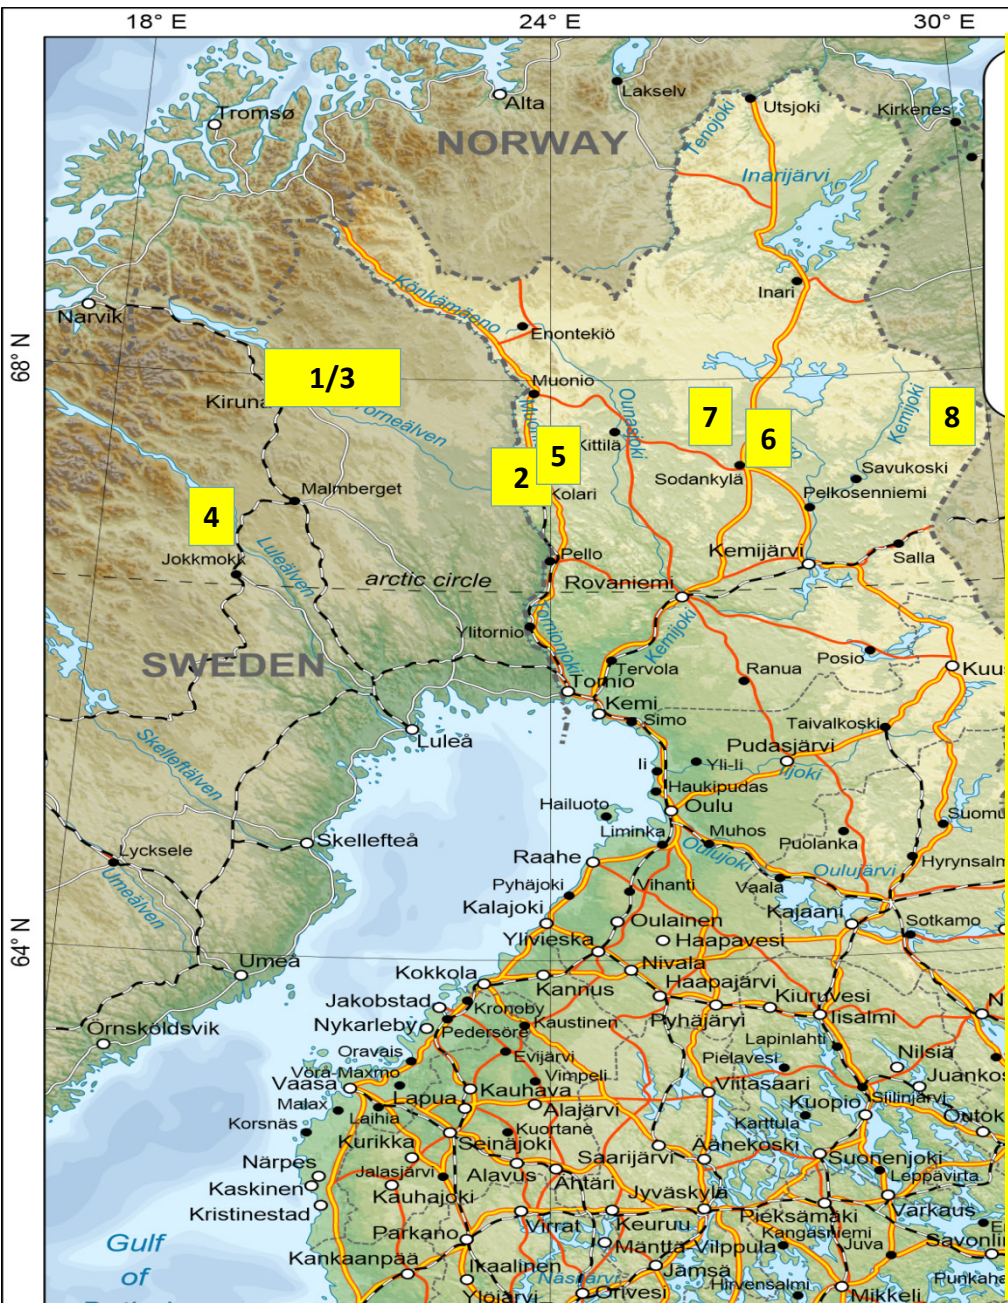 18° E
24° E
30° E
Tromsø
Alta
Lakselv
Utsjoki
Kirkenes
NORWAY
Tenojoki
Inarijärvi
Narvik
Könkämäeno
Inari
Enontekiö
68° N
1/3
Kiruna
Torneälven
Muonio
Ounasjoki
7
6
8
Kemijoki
Kittilä
5
2
Kolari
Sodankylä
Savukoski
Pelkosenniemi
4
Malmberget
Jokkmokk
Luleälven
arctic circle
Pello
Kemijärvi
Salla
Rovaniemi
Ylitornio
Tornionjoki
Kemijoki
SWEDEN
Tervola
Ranua
Posio
Tornio
Kemi
Simo
Luleå
Skellefteälven
Taivalkoski
Pudasjärvi
Ii
Yli-Ii
Iijoki
Haukipudas
Hailuoto
Oulu
Liminka
Muhos
Puolanka
Oulujoki
Oulujärvi
Skellefteå
Lycksele
Umeälven
Raahe
Pyhäjoki
Vihanti
Vaala
Kalajoki
Oulainen
Kajaani
Sotkamo
64° N
Ylivieska
Haapavesi
Umeå
Kokkola
Kannus
Nivala
Haapajärvi
Jakobstad
Kronoby
Pyhäjärvi
Kiuruvesi
Iisalmi
Örnsköldsvik
Nykarleby
Pedersöre
Kaustinen
Lapinlahti
Oravais
Evijärvi
Pielavesi
Nilsiä
Vörå-Maxmo
Vaasa
Kauhava
Vimpeli
Viitasaari
Siilinjärvi
Malax
Lapua
Alajärvi
Kuopio
Korsnäs
Laihia
Kuortane
Karttula
Kurikka
Seinäjoki
Saarijärvi
Äänekoski
Suonenjoki
Närpes
Jalasjärvi
Alavus
Ähtäri
Leppävirta
Kaskinen
Kauhajoki
Jyväskylä
Varkaus
Kristinestad
Virrat
Keuruu
Pieksämäki
Parkano
Mänttä-Vilppula
Kangasniemi
Juva
Gulf
of
Kankaanpää
Ikaalinen
Näsijärvi
Jämsä
Hirvensalmi
Ylöjärvi
Orivesi
Mikkeli